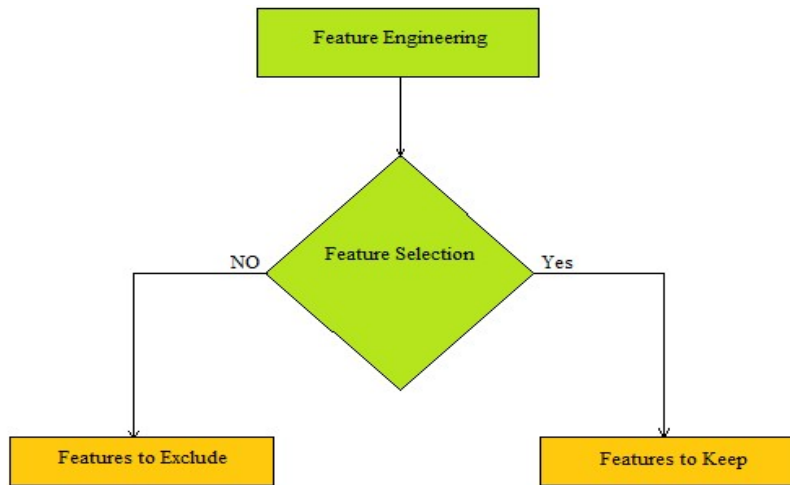 Feature Engineering
Feature Selection
NO
Yes
Features to Exclude
Features to Keep